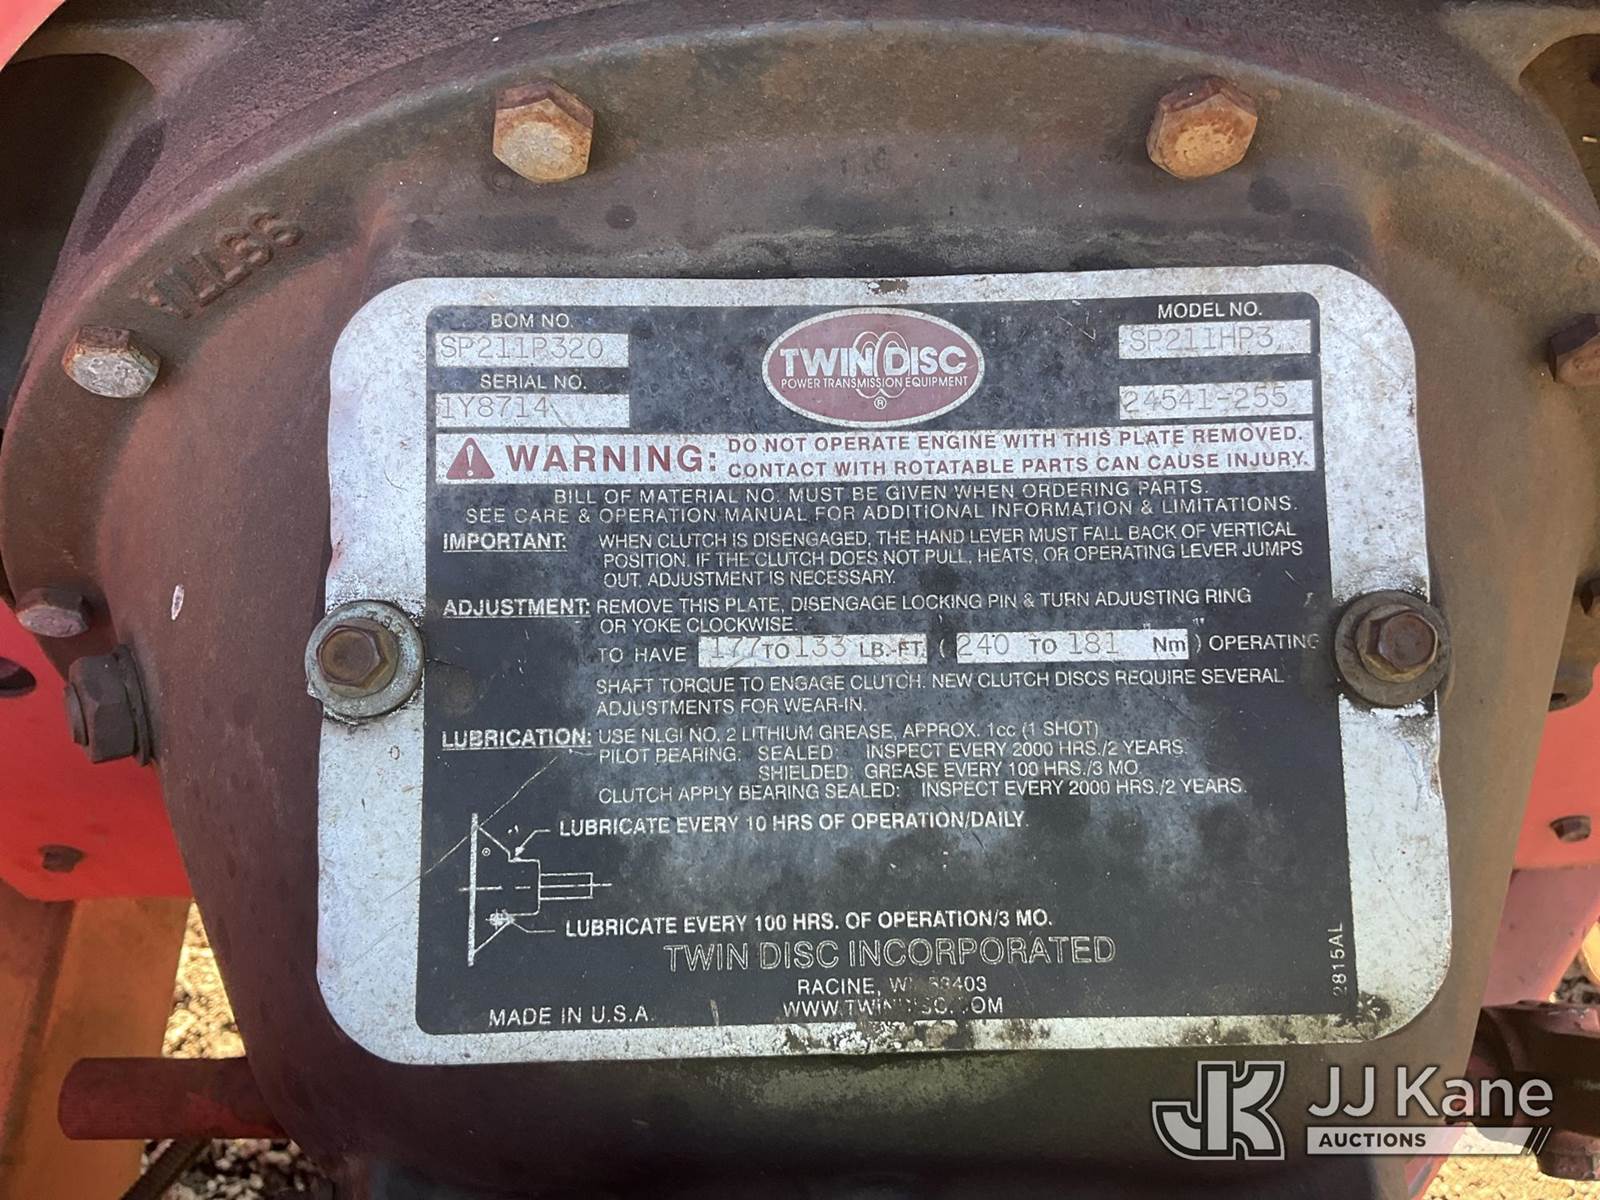 BOM NO.
SP211P320
SERIAL NO.
1Y8714
TWIN DISC
POWER TRANSMISSION EQUIPMENT
®
MODEL NO.
SP211HP3
24541-255
WARNING: DO NOT OPERATE ENGINE WITH THIS PLATE REMOVED.
CONTACT WITH ROTATABLE PARTS CAN CAUSE INJURY.
BILL OF MATERIAL NO. MUST BE GIVEN WHEN ORDERING PARTS.
SEE CARE & OPERATION MANUAL FOR ADDITIONAL INFORMATION & LIMITATIONS.
IMPORTANT: WHEN CLUTCH IS DISENGAGED, THE HAND LEVER MUST FALL BACK OF VERTICAL
POSITION. IF THE CLUTCH DOES NOT PULL, HEATS, OR OPERATING LEVER JUMPS
OUT, ADJUSTMENT IS NECESSARY.
ADJUSTMENT: REMOVE THIS PLATE, DISENGAGE LOCKING PIN & TURN ADJUSTING RING
OR YOKE CLOCKWISE
TO HAVE 177 TO 133 LB.-FT. ( 240 TO 181 Nm ) OPERATING
SHAFT TORQUE TO ENGAGE CLUTCH. NEW CLUTCH DISCS REQUIRE SEVERAL
ADJUSTMENTS FOR WEAR-IN.
LUBRICATION: USE NLGI NO. 2 LITHIUM GREASE, APPROX. 1cc (1 SHOT)
PILOT BEARING: SEALED: INSPECT EVERY 2000 HRS./2 YEARS.
SHIELDED: GREASE EVERY 100 HRS./3 MO.
CLUTCH APPLY BEARING SEALED: INSPECT EVERY 2000 HRS./2 YEARS.
LUBRICATE EVERY 10 HRS OF OPERATION/DAILY.
LUBRICATE EVERY 100 HRS. OF OPERATION/3 MO.
TWIN DISC INCORPORATED
RACINE, 
MADE IN U.S.A.
2815AL
JK JJ Kane
AUCTIONS